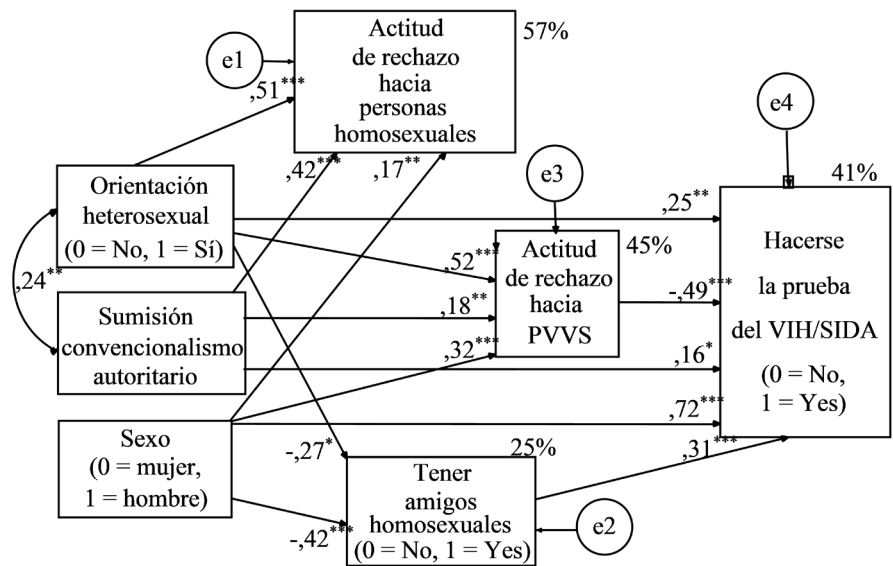 e1
Actitud
de rechazo
hacia
personas
homosexuales
57%
,51***
,42***
,17**
e4
e3
Orientación
heterosexual
(0 = No, 1 = Sí)
,24**
Sumisión
convencionalismo
autoritario
Sexo
(0 = mujer,
1 = hombre)
,25**
,52***
,18**
,32***
Actitud
de rechazo
hacia
PVVS
45%
-,49***
,16*
,72***
,31***
41%
Hacerse
la prueba
del VIH/SIDA
(0 = No,
1 = Yes)
-,27*
-,42***
25%
Tener
amigos
homosexuales
(0 = No, 1 = Yes)
e2